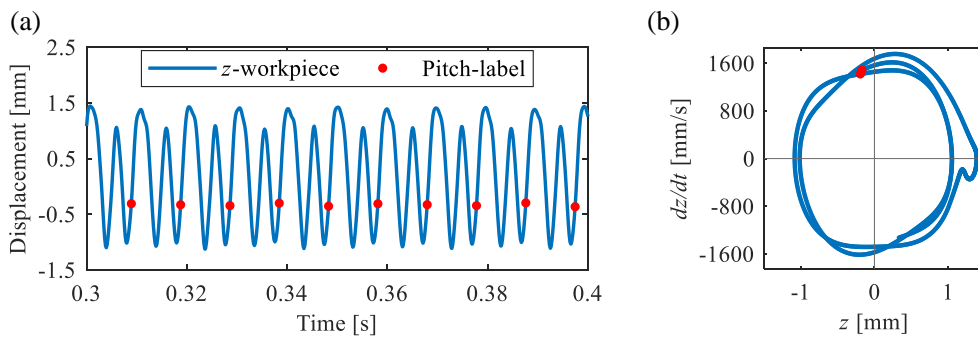 (a)
2.5
1.5
0.5
-0.5
-1.5
Displacement [mm]
z-workpiece
Pitch-label
0.3
0.32
0.34
0.36
0.38
0.4
Time [s]
(b)
1600
800
0
-800
-1600
dz/dt [mm/s]
-1
0
1
z [mm]